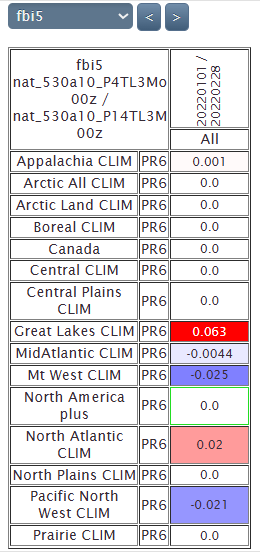 fbi5
<
>
fbi5
nat_530a10_P4TL3Mo
00z /
nat_530a10_P14TL3M
00z
20220101 /
20220228
All
Appalachia CLIM PR6 0.001
Arctic All CLIM PR6 0.0
Arctic Land CLIM PR6 0.0
Boreal CLIM PR6 0.0
Canada PR6 0.0
Central CLIM PR6 0.0
Central Plains
CLIM PR6 0.0
Great Lakes CLIM PR6 0.063
MidAtlantic CLIM PR6 -0.0044
Mt West CLIM PR6 -0.025
North America
plus PR6 0.0
North Atlantic
CLIM PR6 0.02
North Plains CLIM PR6 0.0
Pacific North
West CLIM PR6 -0.021
Prairie CLIM PR6 0.0